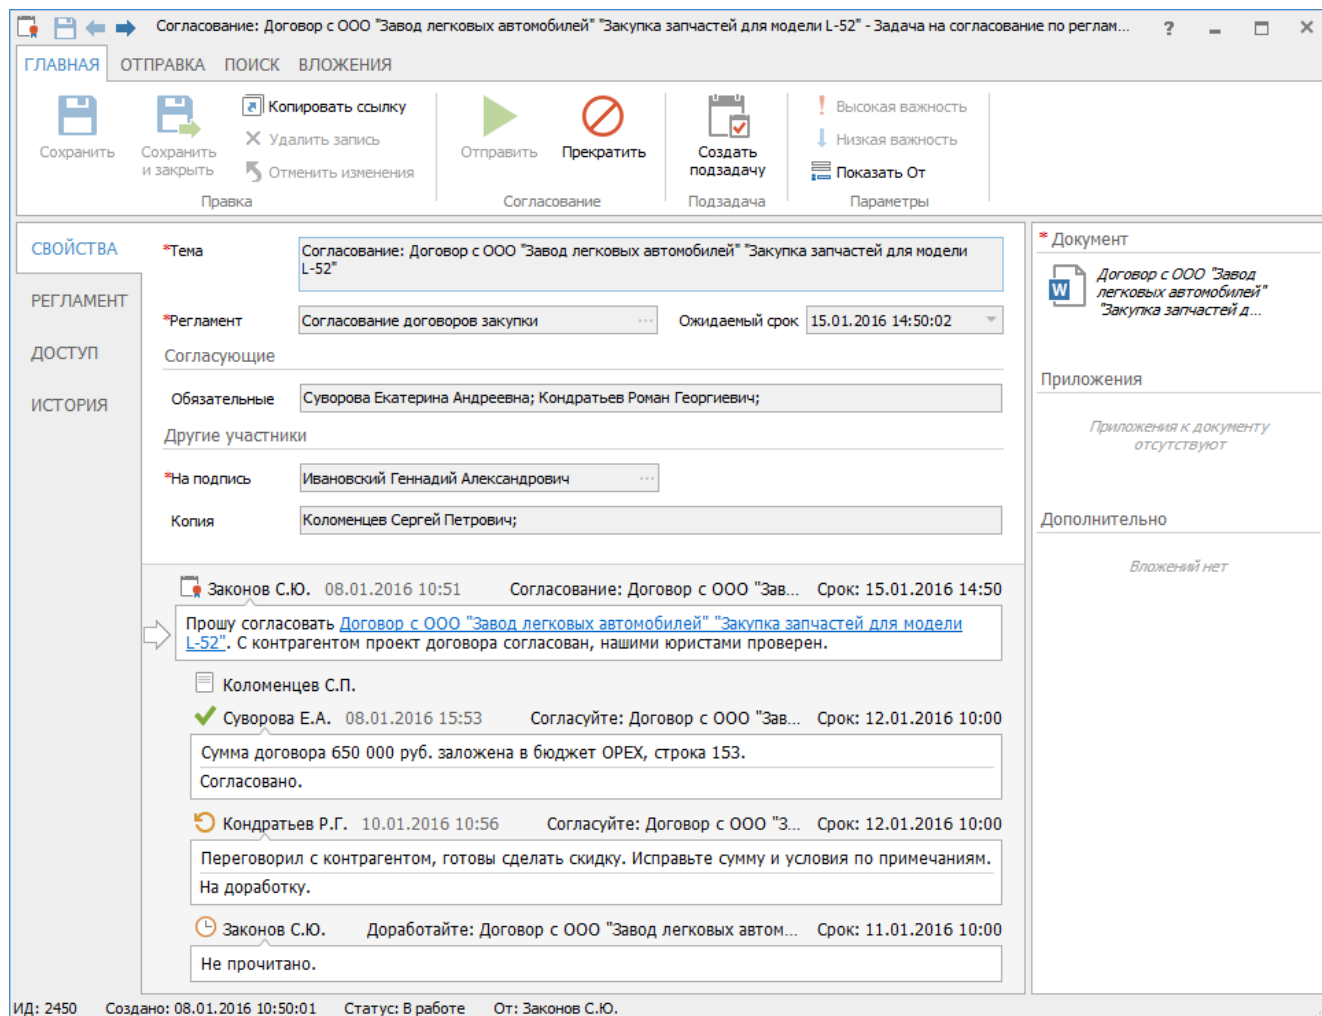 Согласование: Договор с ООО "Завод легковых автомобилей" "Закупка запчастей для модели L-52" - Задача на согласование по реглам...
ГЛАВНАЯ ОТПРАВКА ПОИСК ВЛОЖЕНИЯ
Сохранить
Сохранить и закрыть
Копировать ссылку
Удалить запись
Отменить изменения
Правка
Отправить
Прекратить
Согласование
Создать подзадачу
Подзадача
Высокая важность
Низкая важность
Показать От
Параметры
СВОЙСТВА
РЕГЛАМЕНТ
ДОСТУП
ИСТОРИЯ
*Тема
Согласование: Договор с ООО "Завод легковых автомобилей" "Закупка запчастей для модели
L-52"
*Регламент Согласование договоров закупки ... Ожидаемый срок 15.01.2016 14:50:02
Согласующие
Обязательные Суворова Екатерина Андреевна; Кондратьев Роман Георгиевич;
Другие участники
*На подпись Ивановский Геннадий Александрович ...
Копия Коломенцев Сергей Петрович;
Законов С.Ю. 08.01.2016 10:51 Согласование: Договор с ООО "Зав... Срок: 15.01.2016 14:50
Прошу согласовать Договор с ООО "Завод легковых автомобилей" "Закупка запчастей для модели
L-52". С контрагентом проект договора согласован, нашими юристами проверен.
Коломенцев С.П.
Суворова Е.А. 08.01.2016 15:53 Согласуйте: Договор с ООО "Зав... Срок: 12.01.2016 10:00
Сумма договора 650 000 руб. заложена в бюджет OPEX, строка 153.
Согласовано.
Кондратьев Р.Г. 10.01.2016 10:56 Согласуйте: Договор с ООО "З... Срок: 12.01.2016 10:00
Переговорил с контрагентом, готовы сделать скидку. Исправьте сумму и условия по примечаниям.
На доработку.
Законов С.Ю. Доработайте: Договор с ООО "Завод легковых автом... Срок: 11.01.2016 10:00
Не прочитано.
* Документ
Договор с ООО "Завод
легковых автомобилей"
"Закупка запчастей д...
Приложения
Приложения к документу
отсутствуют
Дополнительно
Вложений нет
ИД: 2450 Создано: 08.01.2016 10:50:01 Статус: В работе От: Законов С.Ю.